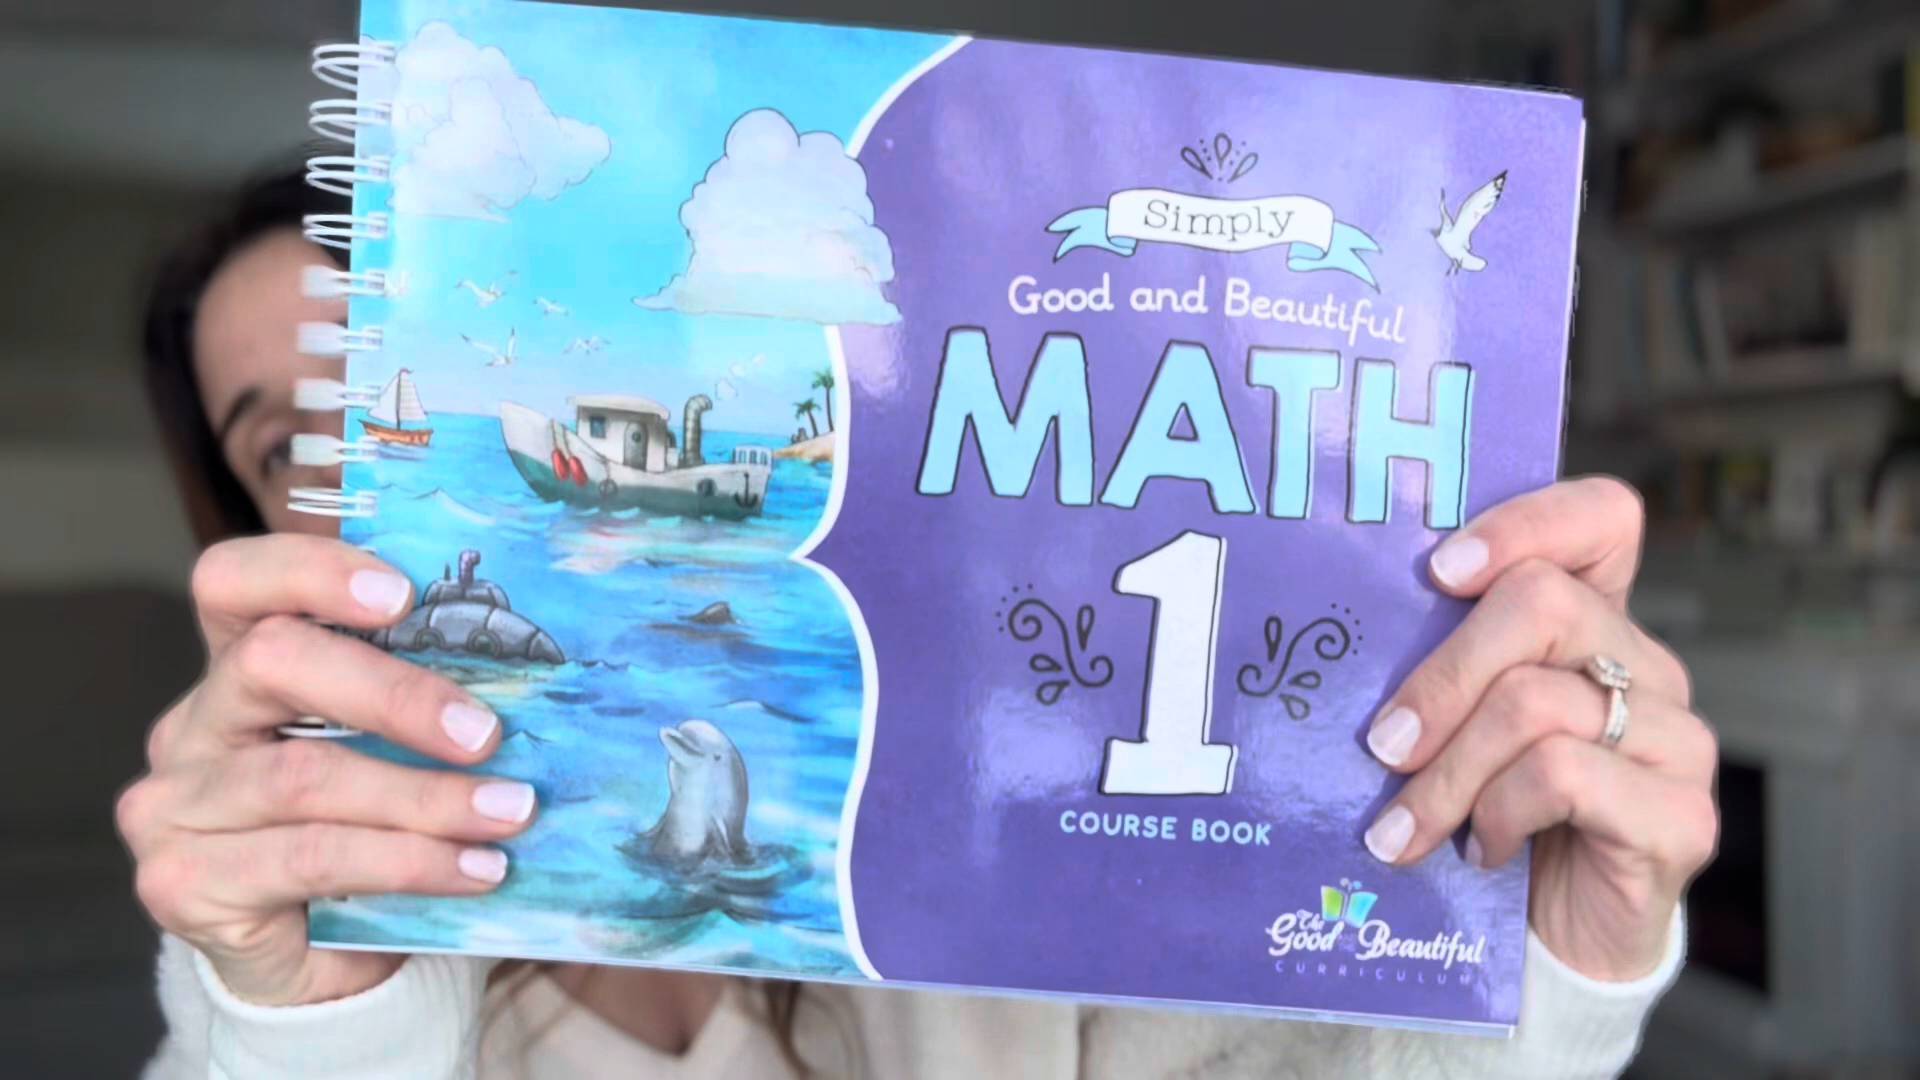 Simply
Good and Beautiful
MATH
1
COURSE BOOK
The
Good and Beautiful
CURRICULUM